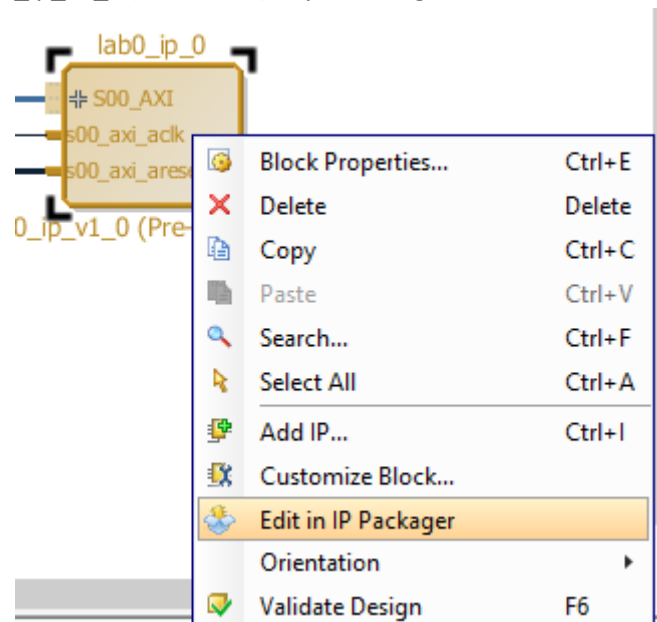 lab0_ip_0
S00_AXI
s00_axi_aclk
s00_axi_arese
0_ip_v1_0 (Pre-
Block Properties... Ctrl+E
Delete Delete
Copy Ctrl+C
Paste Ctrl+V
Search... Ctrl+F
Select All Ctrl+A
Add IP... Ctrl+I
Customize Block...
Edit in IP Packager
Orientation
Validate Design F6